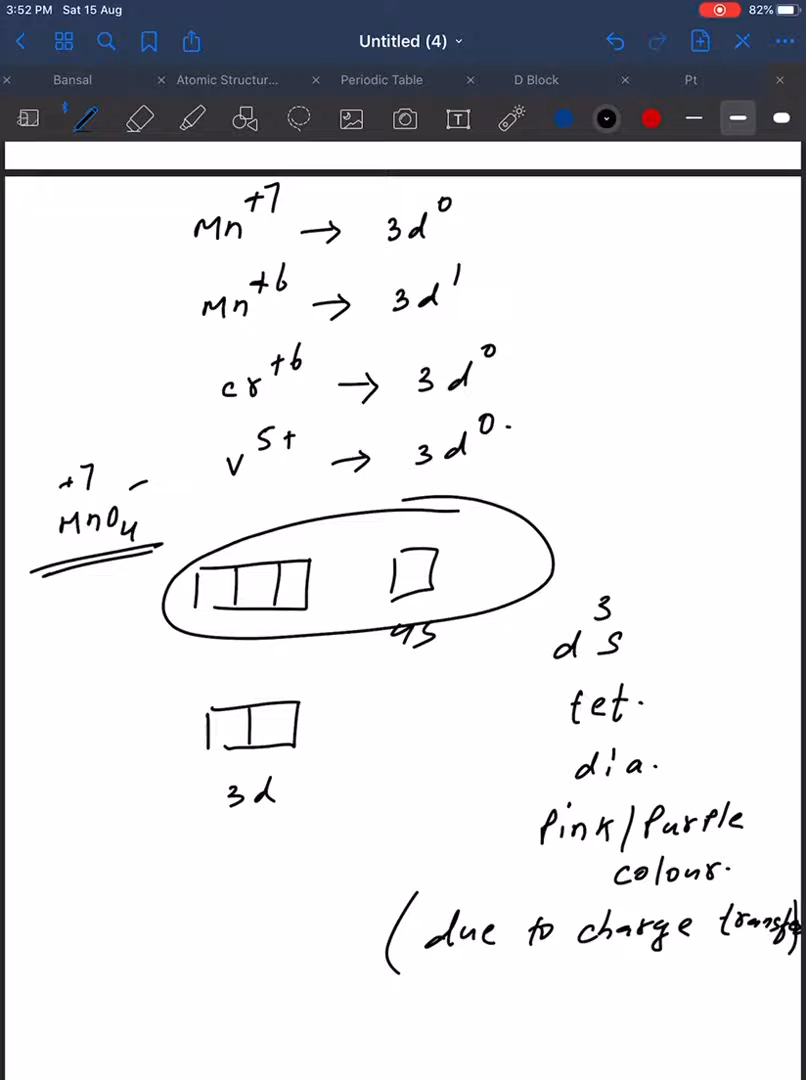 3:52 PM Sat 15 Aug 82%
Untitled (4)
Bansal Atomic Structur... Periodic Table D Block Pt
T
Mn+7 → 3d0
Mn+6 → 3d1
cr+6 → 3d0
v5+ → 3d0.
+7 -
MnO4
4s
3d
d s3
tet.
dia.
Pink/Purple
colour.
(due to charge transfer)